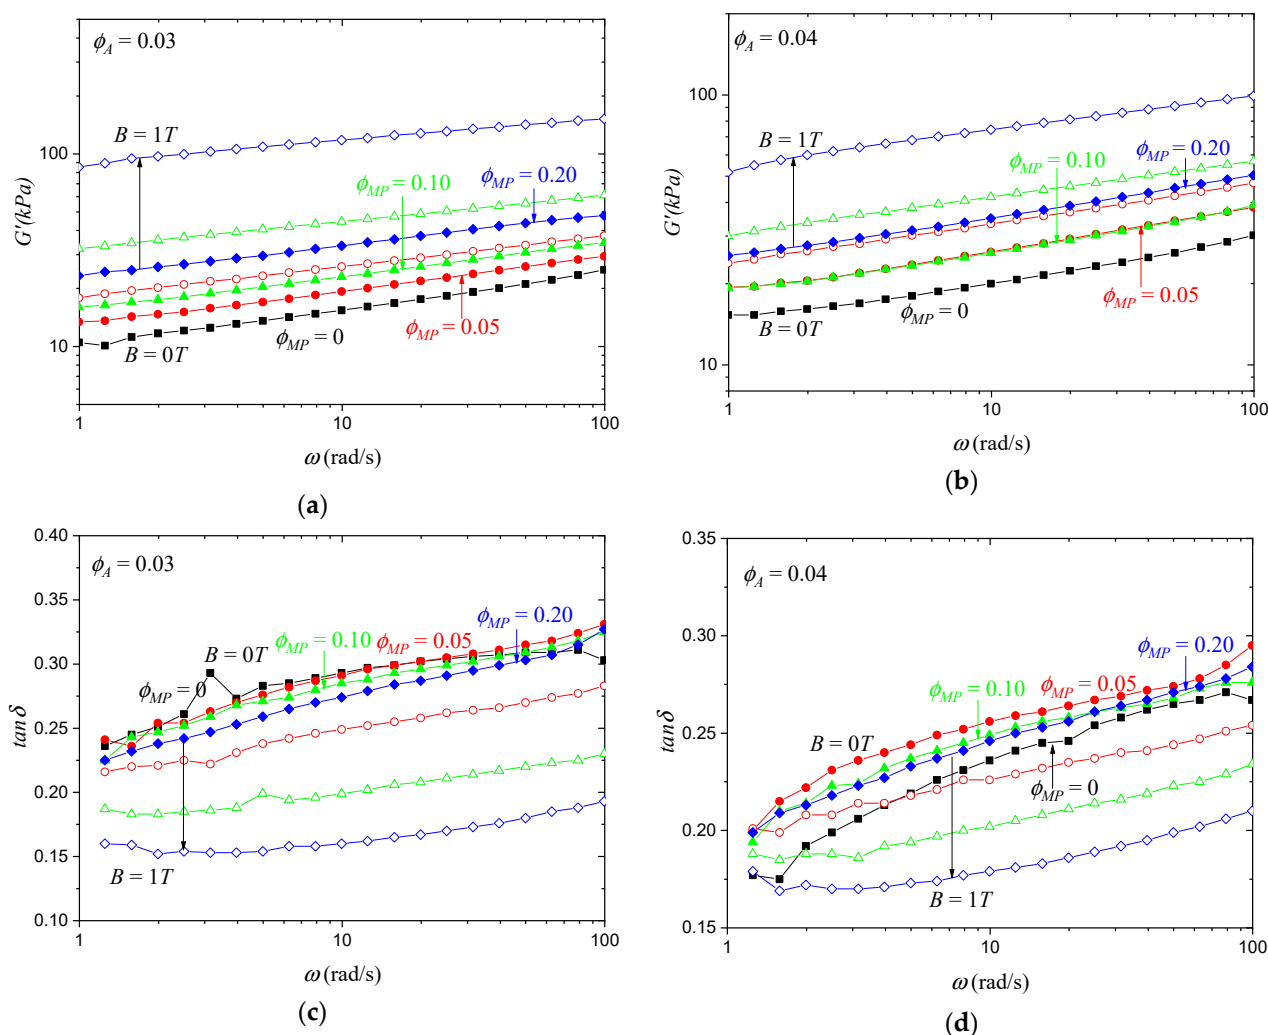 ϕA = 0.03
B = 1T
ϕMP = 0.10
ϕMP = 0.20
ϕMP = 0
ϕMP = 0.05
B = 0T
100
10
G'(kPa)
1
10
100
ω (rad/s)
(a)
ϕA = 0.04
B = 1T
ϕMP = 0.10
ϕMP = 0.20
ϕMP = 0
ϕMP = 0.05
B = 0T
100
10
G'(kPa)
1
10
100
ω (rad/s)
(b)
ϕA = 0.03
B = 0T
ϕMP = 0
ϕMP = 0.10
ϕMP = 0.05
ϕMP = 0.20
B = 1T
0.40
0.35
0.30
0.25
0.20
0.15
0.10
tanδ
1
10
100
ω (rad/s)
(c)
ϕA = 0.04
B = 0T
ϕMP = 0.10
ϕMP = 0.05
ϕMP = 0.20
ϕMP = 0
B = 1T
0.35
0.30
0.25
0.20
0.15
tanδ
1
10
100
ω (rad/s)
(d)